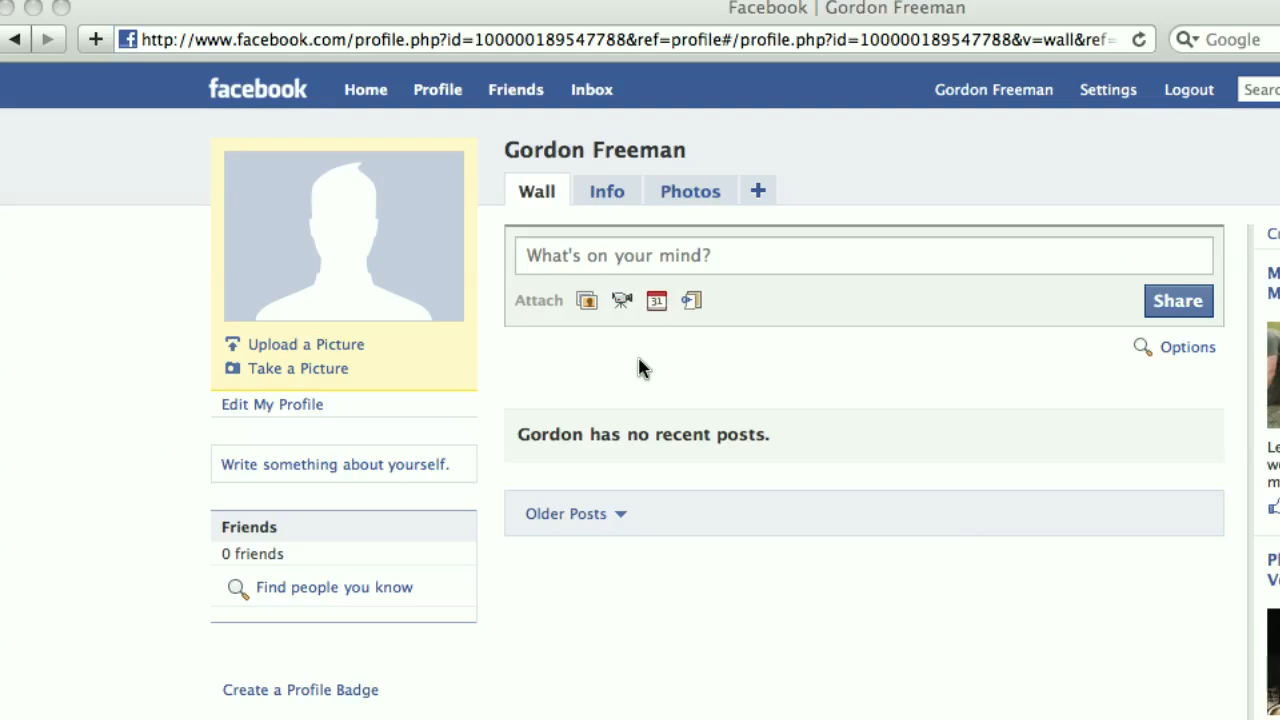 Facebook | Gordon Freeman
http://www.facebook.com/profile.php?id=100000189547788&ref=profile#/profile.php?id=100000189547788&v=wall&ref=
Google
facebook Home Profile Friends Inbox Gordon Freeman Settings Logout Searc
Gordon Freeman
Wall Info Photos +
What's on your mind?
Attach 31 Share
Options
Upload a Picture
Take a Picture
Edit My Profile
Gordon has no recent posts.
Write something about yourself.
Older Posts
Friends
0 friends
Find people you know
Create a Profile Badge